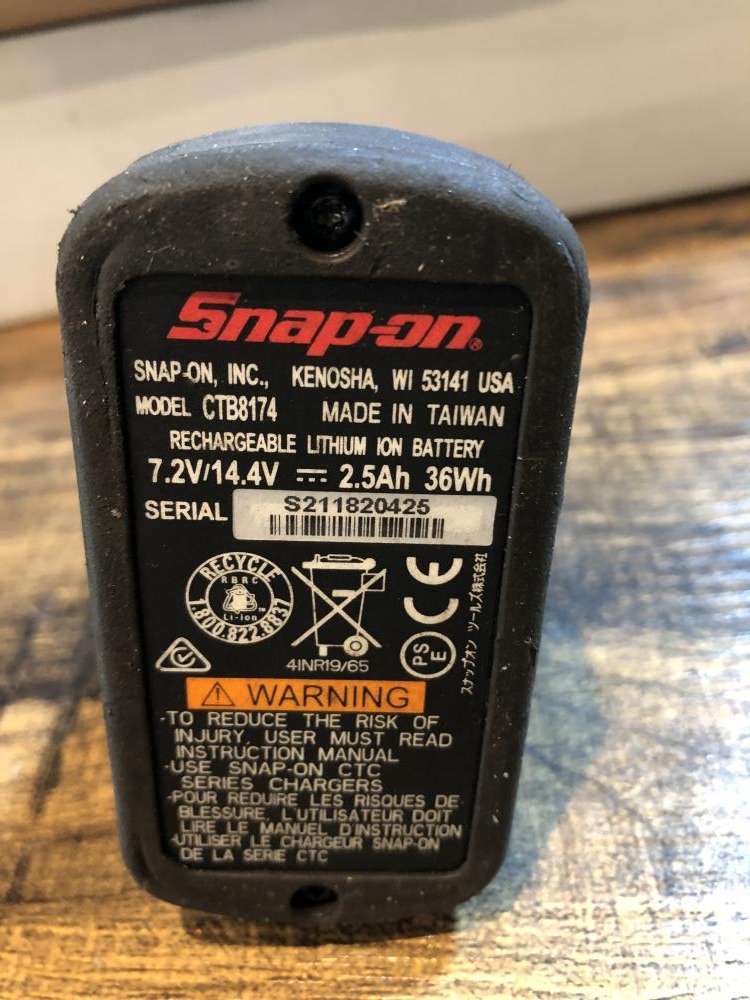 Snap-on®
SNAP-ON, INC., KENOSHA, WI 53141 USA
MODEL CTB8174 MADE IN TAIWAN
RECHARGEABLE LITHIUM ION BATTERY
7.2V/14.4V ⎓ 2.5Ah 36Wh
SERIAL S211820425
RECYCLE
RBRC
Li-Ion
1.800.822.8837
4INR19/65
CE
PS
E
スナップオン ツールズ株式会社
⚠ WARNING
-TO REDUCE THE RISK OF
INJURY, USER MUST READ
INSTRUCTION MANUAL
-USE SNAP-ON CTC
SERIES CHARGERS
-POUR REDUIRE LES RISQUES DE
BLESSURE, L'UTILISATEUR DOIT
LIRE LE MANUEL D'INSTRUCTION
-UTILISER LE CHARGEUR SNAP-ON
DE LA SERIE CTC